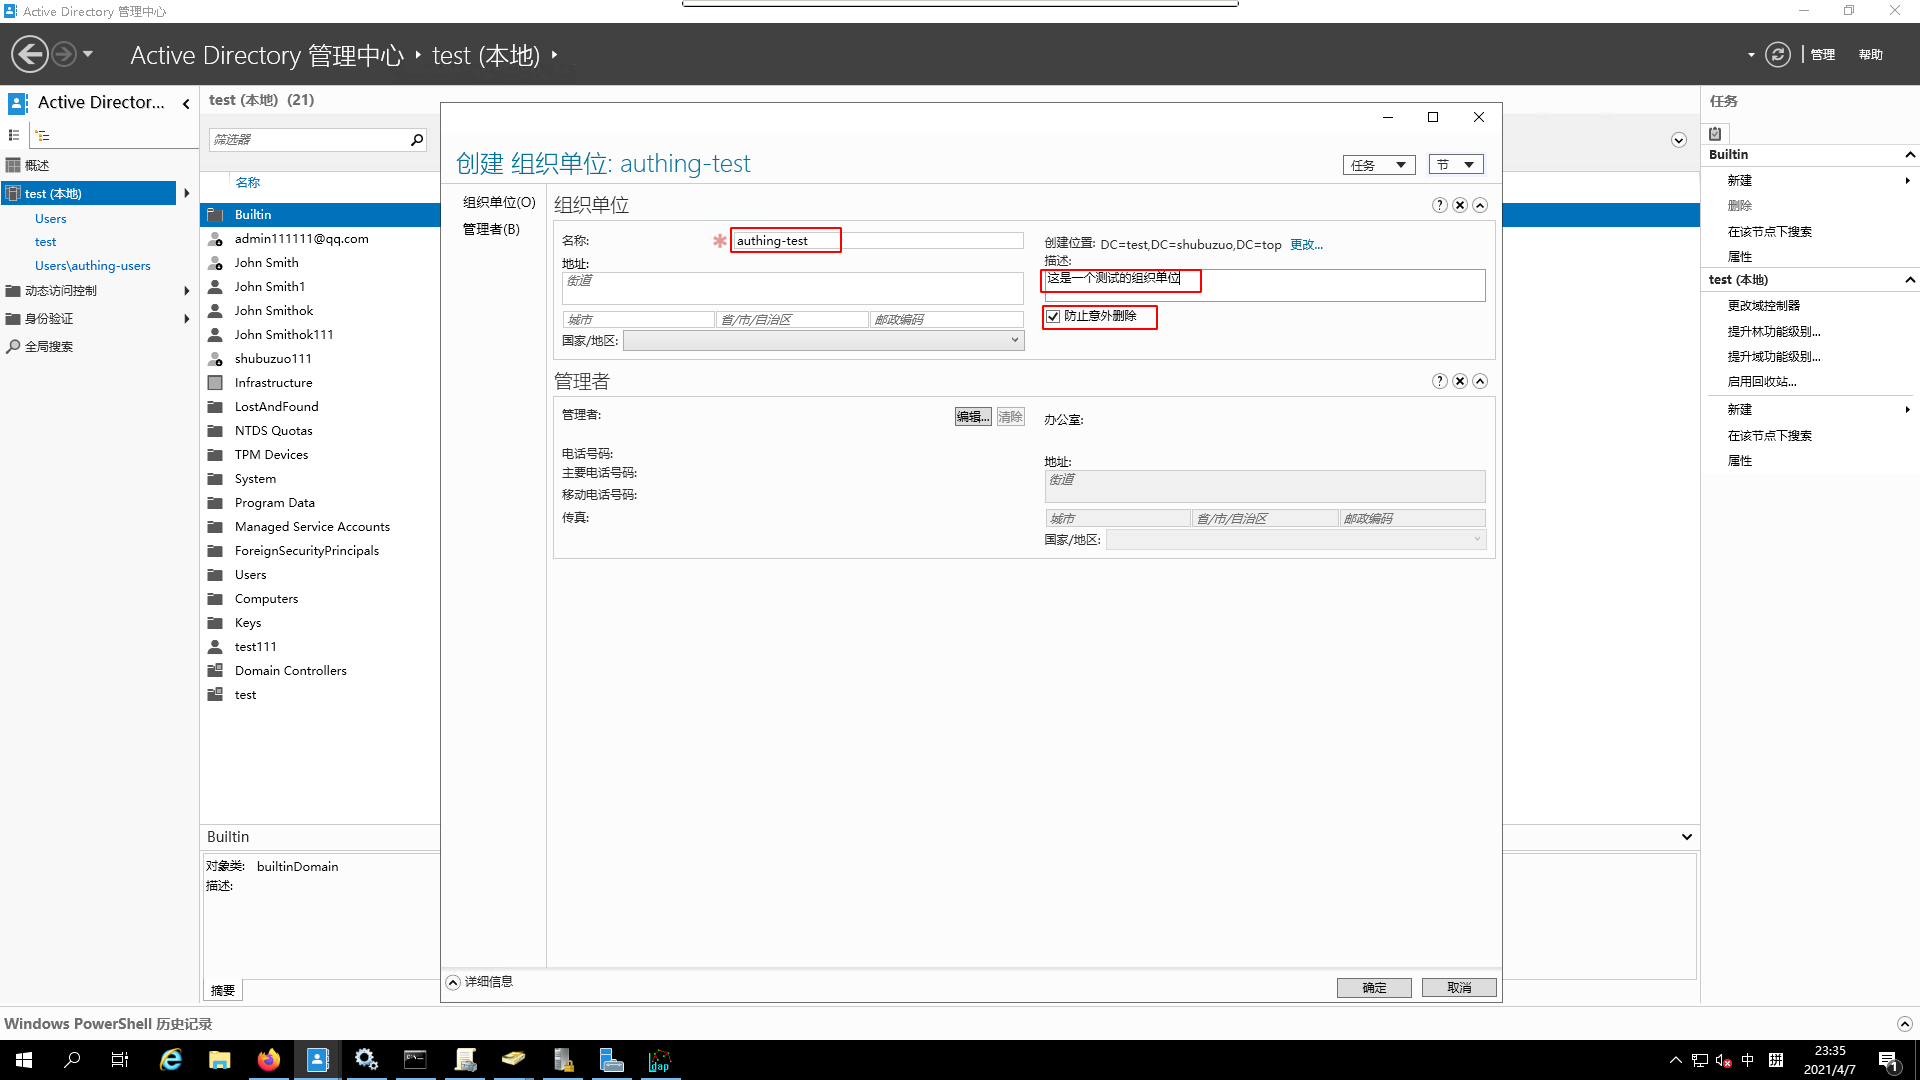 Active Directory 管理中心
Active Directory 管理中心 test (本地)
管理 帮助
Active Director...
概述
test (本地)
Users
test
Users\authing-users
动态访问控制
身份验证
全局搜索
test (本地) (21)
筛选器
名称
Builtin
admin111111@qq.com
John Smith
John Smith1
John Smithok
John Smithok111
shubuzuo111
Infrastructure
LostAndFound
NTDS Quotas
TPM Devices
System
Program Data
Managed Service Accounts
ForeignSecurityPrincipals
Users
Computers
Keys
test111
Domain Controllers
test
Builtin
对象类: builtinDomain
描述:
摘要
创建 组织单位: authing-test
任务 节
组织单位(O)
管理者(B)
组织单位
名称: authing-test
地址:
街道
城市 省/市/自治区 邮政编码
国家/地区:
创建位置: DC=test,DC=shubuzuo,DC=top 更改...
描述:
这是一个测试的组织单位
防止意外删除
管理者
管理者: 编辑... 清除
电话号码:
主要电话号码:
移动电话号码:
传真:
办公室:
地址:
街道
城市 省/市/自治区 邮政编码
国家/地区:
详细信息
确定 取消
任务
Builtin
新建
删除
在该节点下搜索
属性
test (本地)
更改域控制器
提升林功能级别...
提升域功能级别...
启用回收站...
新建
在该节点下搜索
属性
Windows PowerShell 历史记录
ldap
中 拼
23:35
2021/4/7
1